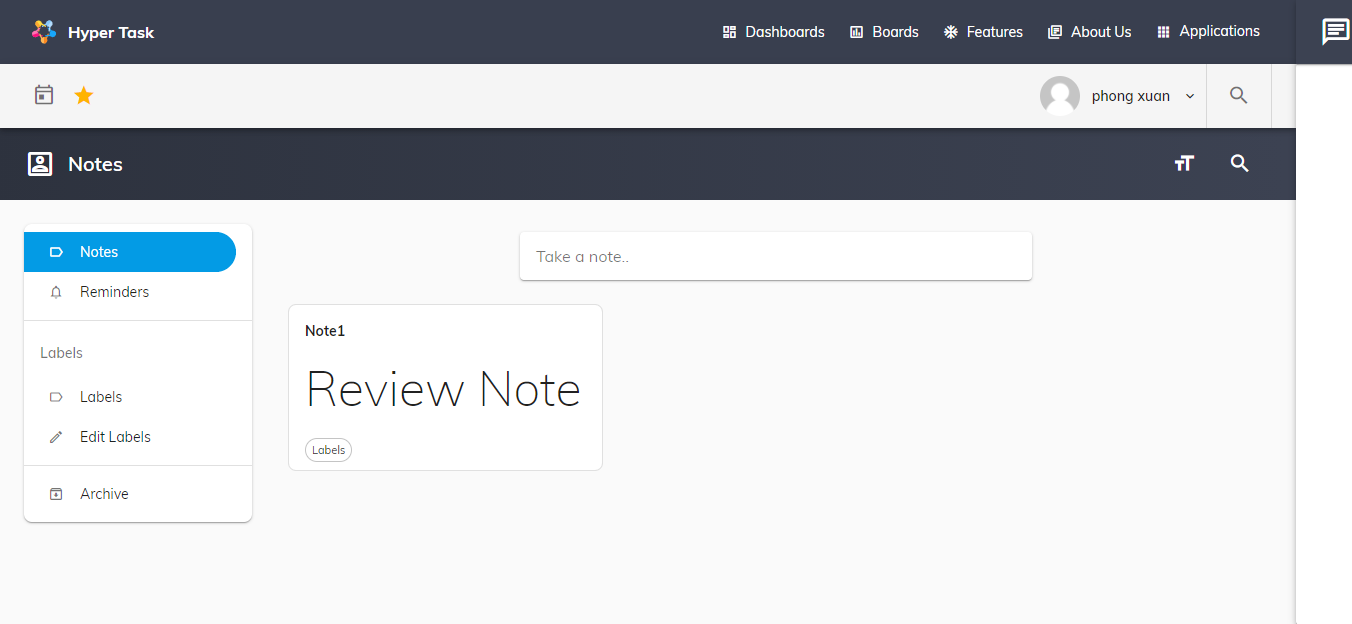 Hyper Task
Dashboards
Boards
Features
About Us
Applications
phong xuan
Notes
Notes
Reminders
Labels
Labels
Edit Labels
Archive
Take a note..
Note1
Review Note
Labels